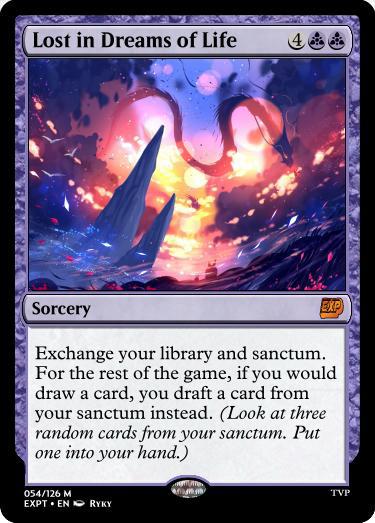 Lost in Dreams of Life 4
Sorcery EXP
Exchange your library and sanctum.
For the rest of the game, if you would
draw a card, you draft a card from
your sanctum instead. (Look at three
random cards from your sanctum. Put
one into your hand.)
054/126 M
EXPT • EN Ryky
TVP